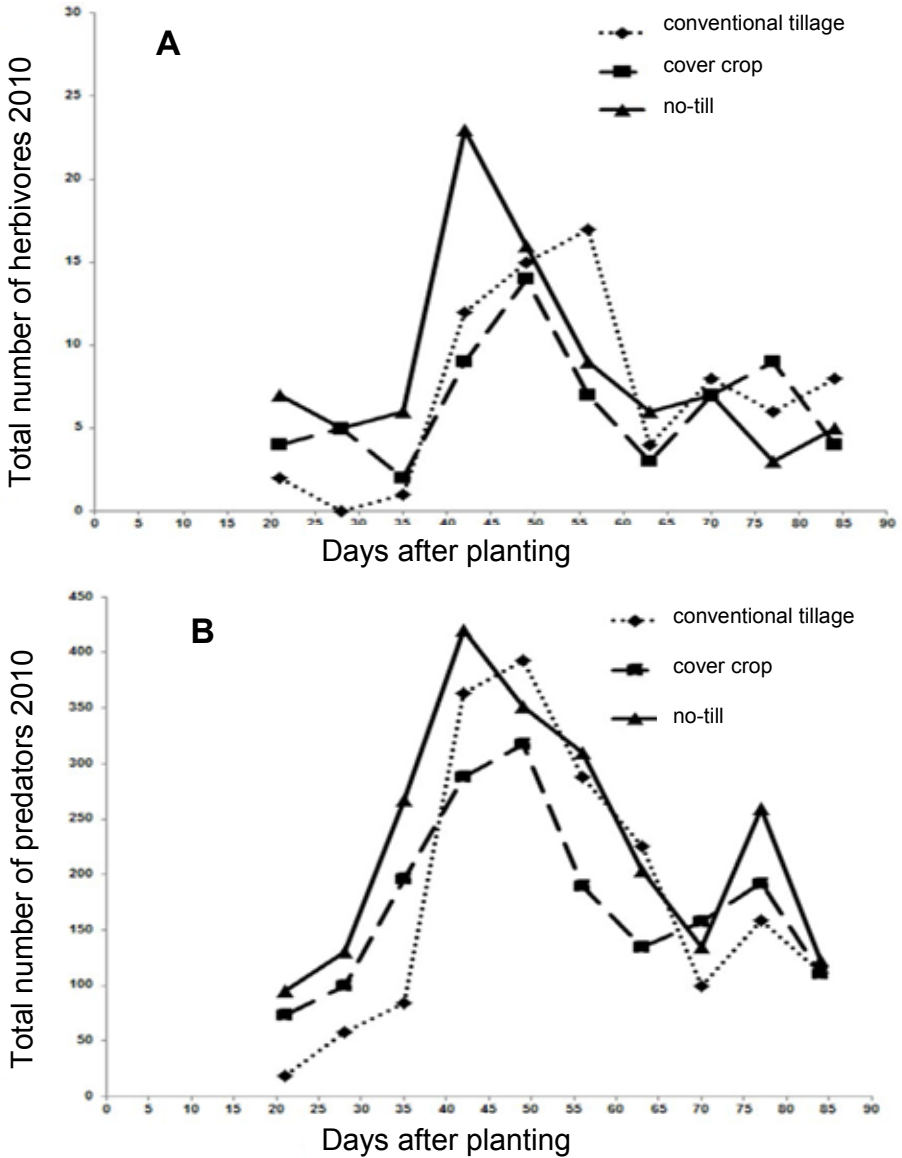 30
A
conventional tillage
cover crop
no-till
25
20
15
10
5
0
Total number of herbivores 2010
0 5 10 15 20 25 30 35 40 45 50 55 60 65 70 75 80 85 90
Days after planting
450
B
conventional tillage
cover crop
no-till
400
350
300
250
200
150
100
50
0
Total number of predators 2010
0 5 10 15 20 25 30 35 40 45 50 55 60 65 70 75 80 85 90
Days after planting